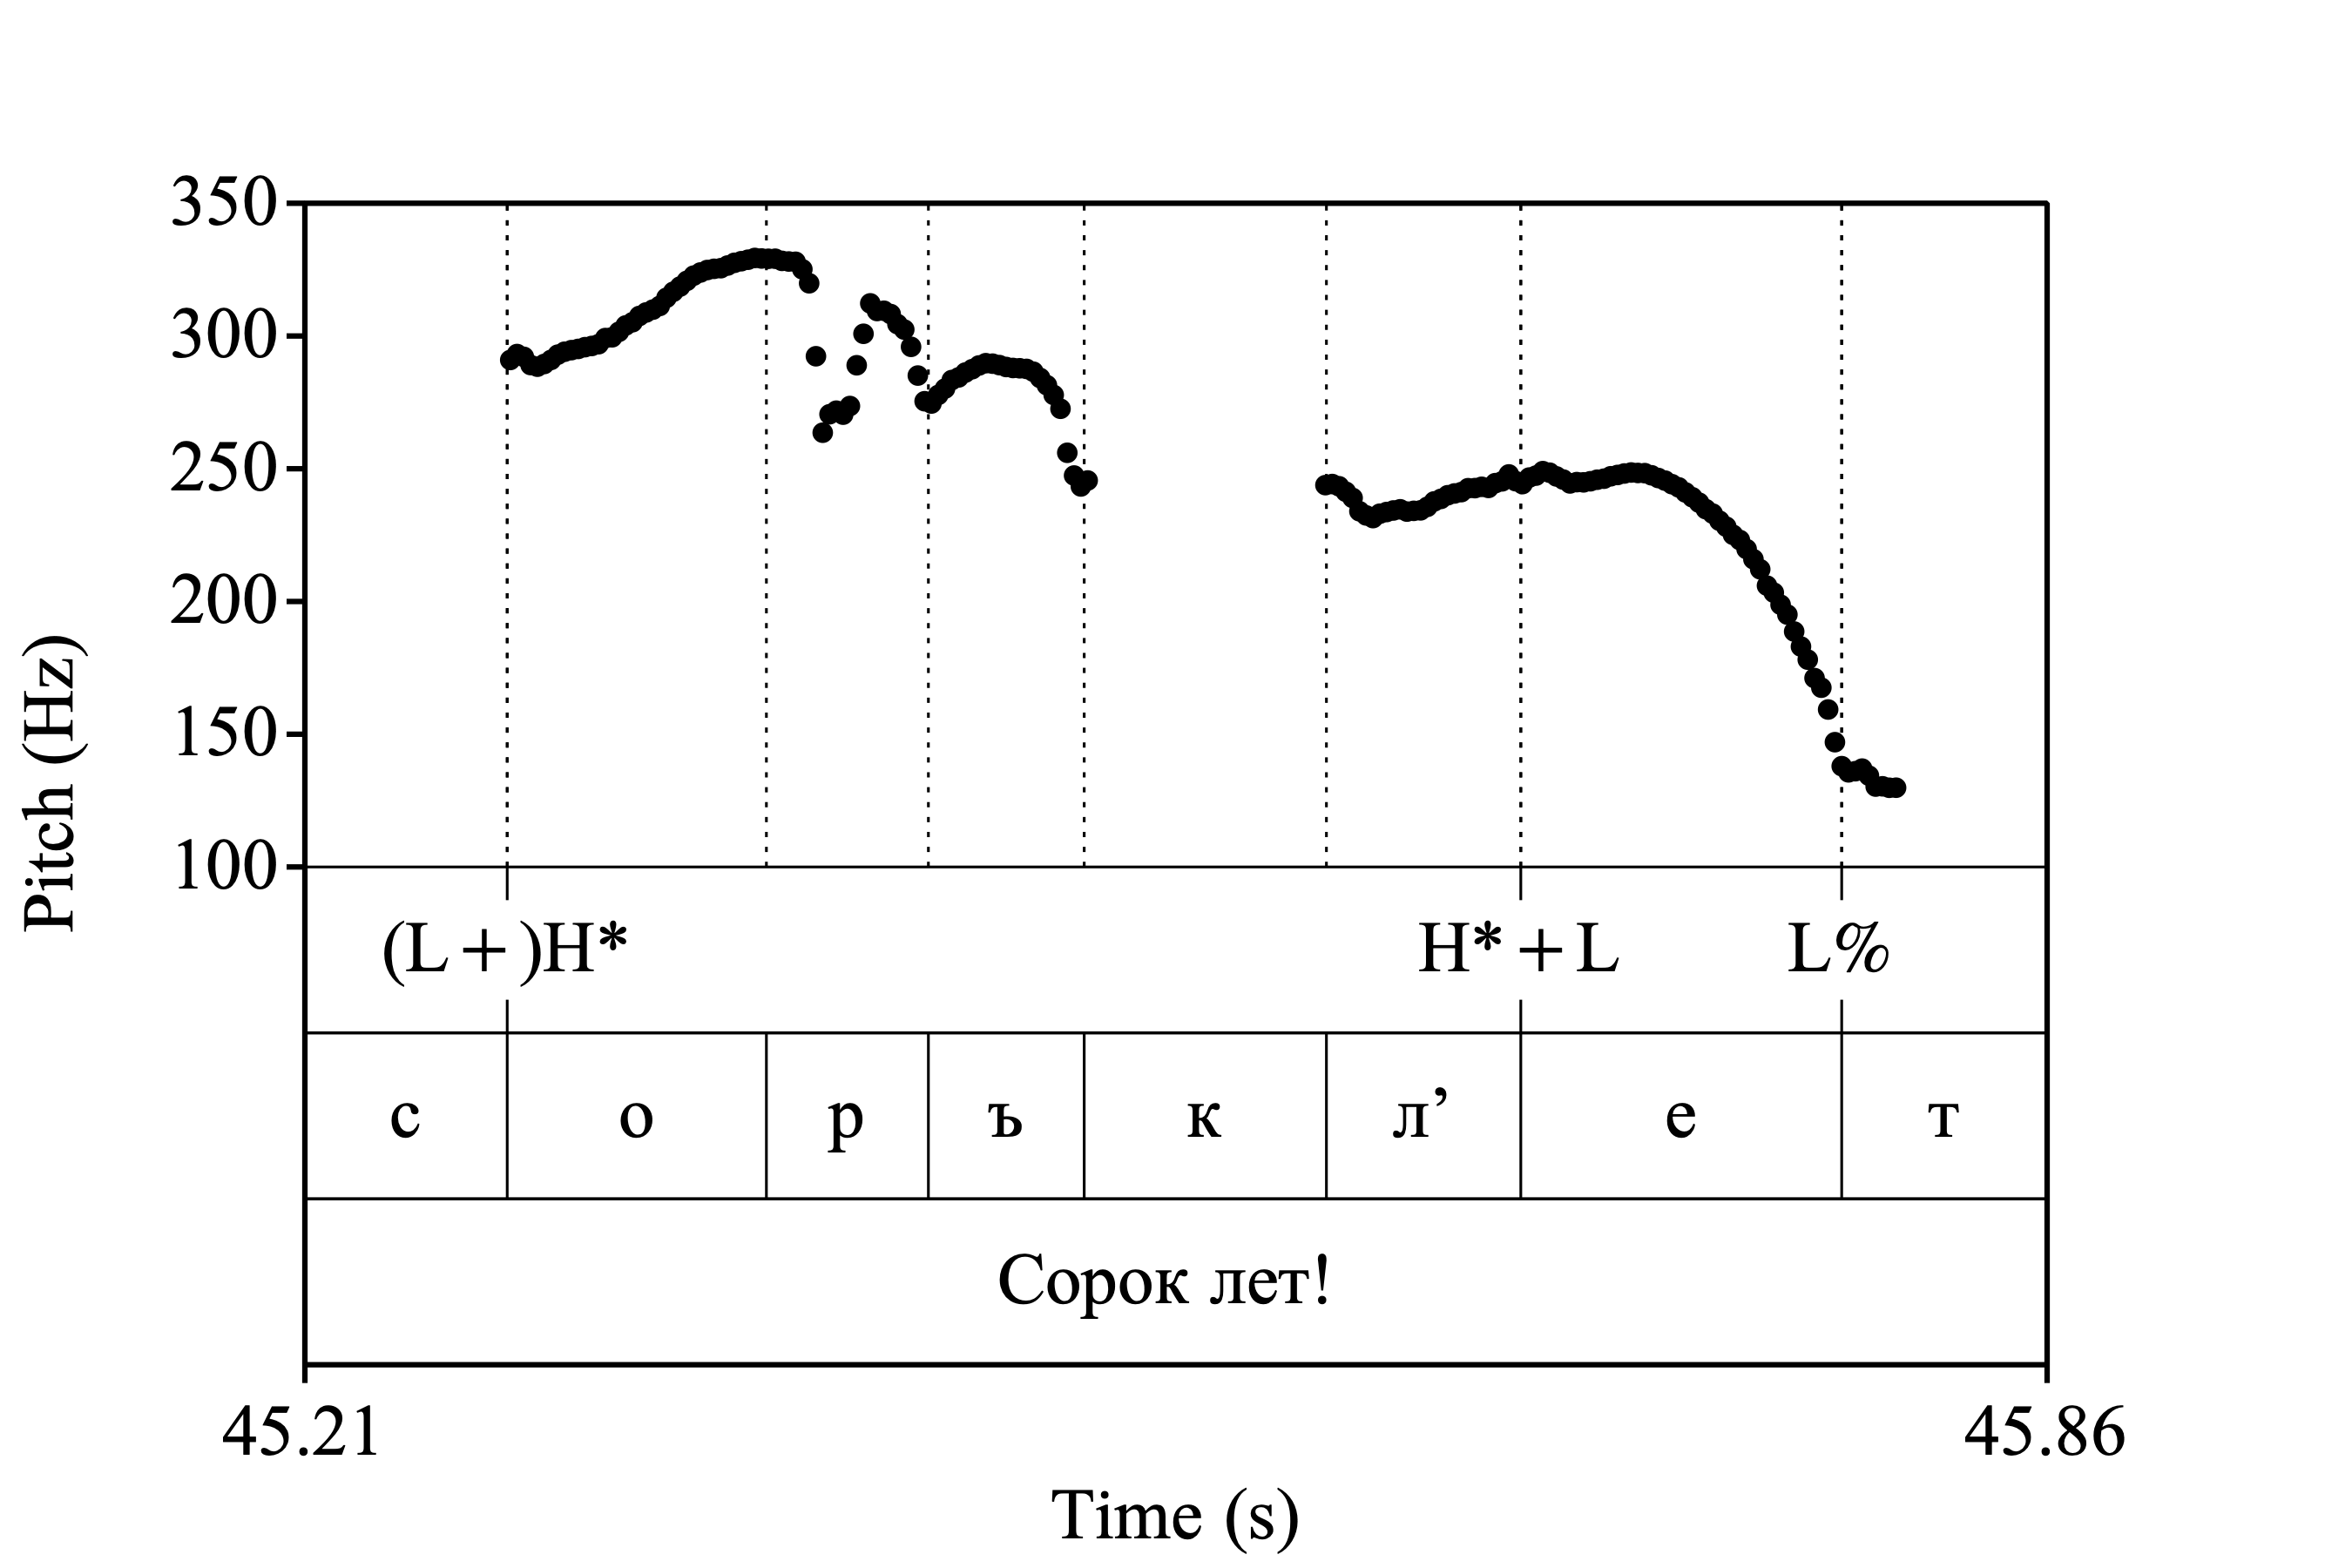 350
300
250
200
150
100
Pitch (Hz)
(L+)H* H*+L L%
с о р ъ к л’ е т
Сорок лет!
45.21 45.86
Time (s)